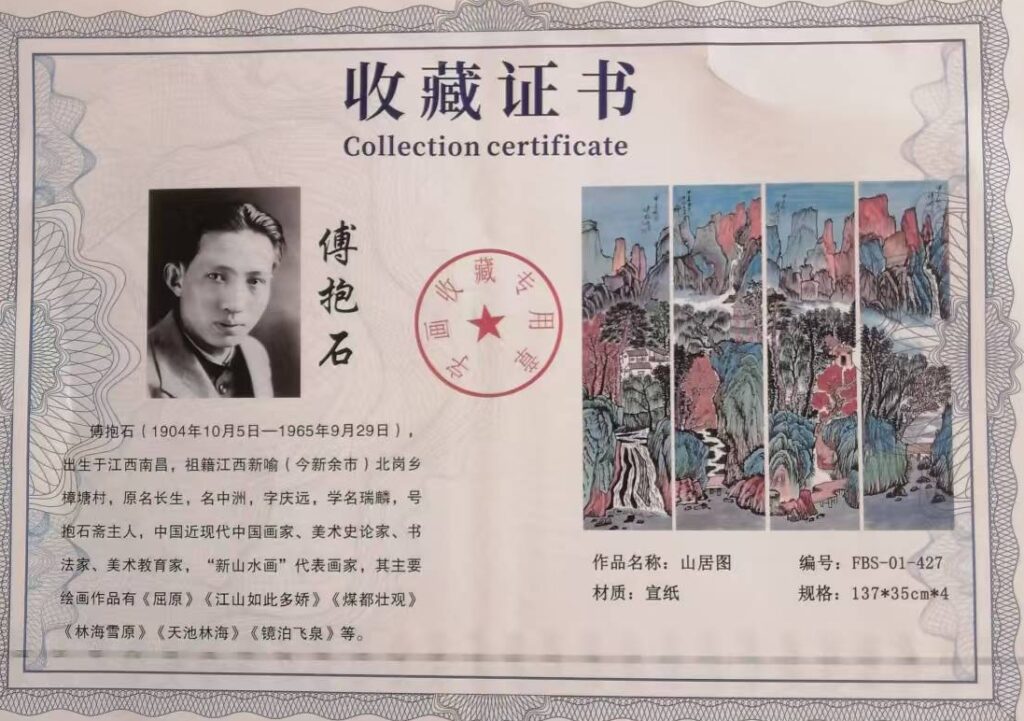 收藏证书
Collection certificate
傅抱石
字画收藏专用章
傅抱石（1904年10月5日—1965年9月29日），
出生于江西南昌，祖籍江西新喻（今新余市）北岗乡
樟塘村，原名长生，名中洲，字庆远，学名瑞麟，号
抱石斋主人，中国近现代中国画家、美术史论家、书
法家、美术教育家，“新山水画”代表画家，其主要
绘画作品有《屈原》《江山如此多娇》《煤都壮观》
《林海雪原》《天池林海》《镜泊飞泉》等。
作品名称：山居图
编号：FBS-01-427
材质：宣纸
规格：137*35cm*4